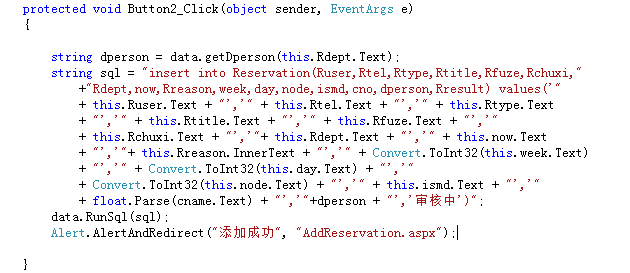 protected void Button2_Click(object sender, EventArgs e)
{
string dperson = data.getDperson(this.Rdept.Text);
string sql = "insert into Reservation(Ruser,Rtel,Rtype,Rtitle,Rfuze,Rchuxi,"
+"Rdept,now,Rreason,week,day,node,ismd,cno,dperson,Rresult) values('"
+ this.Ruser.Text + "','" + this.Rtel.Text + "','" + this.Rtype.Text
+ "','" + this.Rtitle.Text + "','" + this.Rfuze.Text + "','"
+ this.Rchuxi.Text + "','"+ this.Rdept.Text + "','" + this.now.Text
+ "','"+ this.Rreason.InnerText + "','" + Convert.ToInt32(this.week.Text)
+ "','" + Convert.ToInt32(this.day.Text) + "','"
+ Convert.ToInt32(this.node.Text) + "','" + this.ismd.Text + "','"
+ float.Parse(cname.Text) + "','"+dperson + "','审核中')";
data.RunSql(sql);
Alert.AlertAndRedirect("添加成功", "AddReservation.aspx");
}